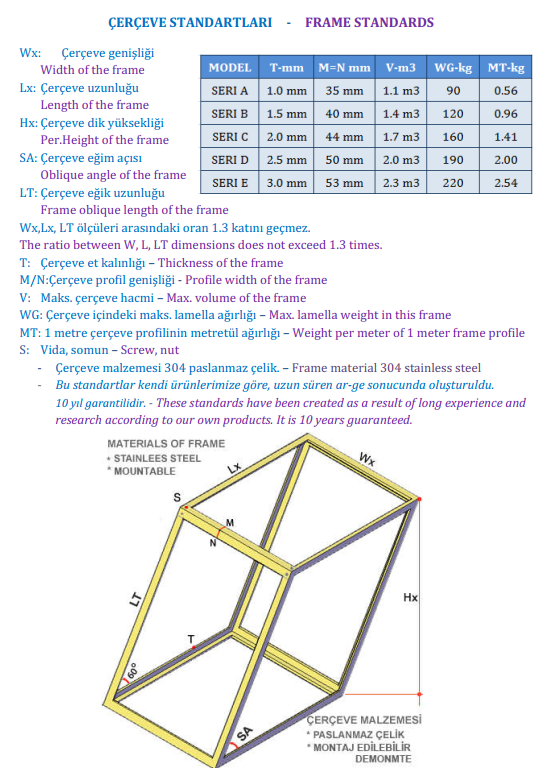 ÇERÇEVE STANDARTLARI - FRAME STANDARDS
Wx: Çerçeve genişliği
Width of the frame
Lx: Çerçeve uzunluğu
Length of the frame
Hx: Çerçeve dik yüksekliği
Per.Height of the frame
SA: Çerçeve eğim açısı
Oblique angle of the frame
LT: Çerçeve eğik uzunluğu
Frame oblique length of the frame
MODEL T-mm M=N mm V-m3 WG-kg MT-kg
SERI A 1.0 mm 35 mm 1.1 m3 90 0.56
SERI B 1.5 mm 40 mm 1.4 m3 120 0.96
SERI C 2.0 mm 44 mm 1.7 m3 160 1.41
SERI D 2.5 mm 50 mm 2.0 m3 190 2.00
SERI E 3.0 mm 53 mm 2.3 m3 220 2.54
Wx,Lx, LT ölçüleri arasındaki oran 1.3 katını geçmez.
The ratio between W, L, LT dimensions does not exceed 1.3 times.
T: Çerçeve et kalınlığı – Thickness of the frame
M/N:Çerçeve profil genişliği - Profile width of the frame
V: Maks. çerçeve hacmi – Max. volume of the frame
WG: Çerçeve içindeki maks. lamella ağırlığı – Max. lamella weight in this frame
MT: 1 metre çerçeve profilinin metretül ağırlığı – Weight per meter of 1 meter frame profile
S: Vida, somun – Screw, nut
- Çerçeve malzemesi 304 paslanmaz çelik. – Frame material 304 stainless steel
- Bu standartlar kendi ürünlerimize göre, uzun süren ar-ge sonucunda oluşturuldu.
10 yıl garantilidir. - These standards have been created as a result of long experience and
research according to our own products. It is 10 years guaranteed.
MATERIALS OF FRAME
* STAINLEES STEEL
* MOUNTABLE
Lx
Wx
S
M
N
LT
Hx
T
60°
SA
ÇERÇEVE MALZEMESİ
* PASLANMAZ ÇELİK
* MONTAJ EDİLEBİLİR
DEMONMTE